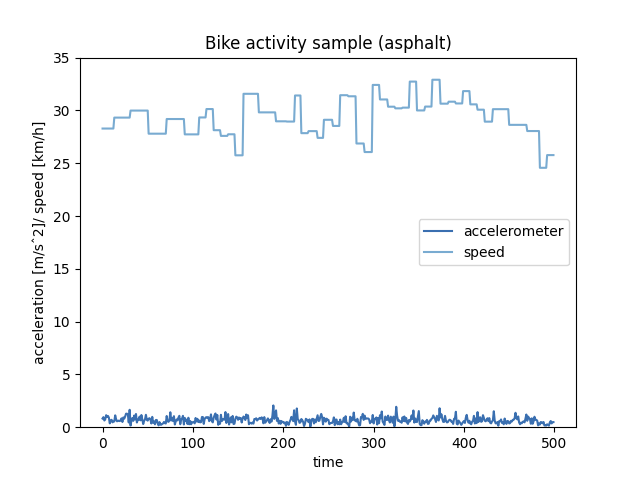 Bike activity sample (asphalt)
35
30
25
20
15
10
5
0
acceleration [m/s^2]/ speed [km/h]
accelerometer
speed
0 100 200 300 400 500
time